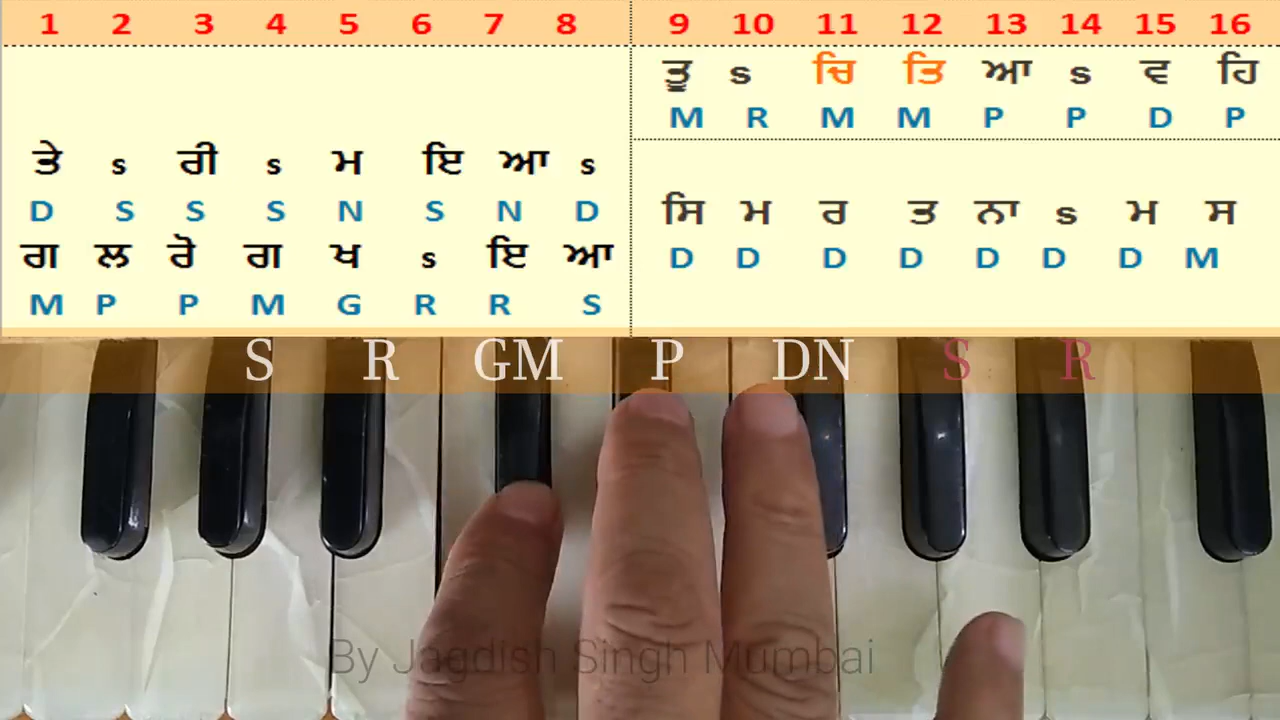 1 2 3 4 5 6 7 8 9 10 11 12 13 14 15 16
ਤੂ s ਚਿ ਤਿ ਆ s ਵ ਹਿ
M R M M P P D P
ਤੇ s ਰੀ s ਮ ਇ ਆ s
D S S S N S N D
ਗ ਲ ਰੋ ਗ ਖ s ਇ ਆ
M P P M G R R S
ਸਿ ਮ ਰ ਤ ਨਾ s ਮ ਸ
D D D D D D D M
S R GM P DN S R
By Jagdish Singh Mumbai